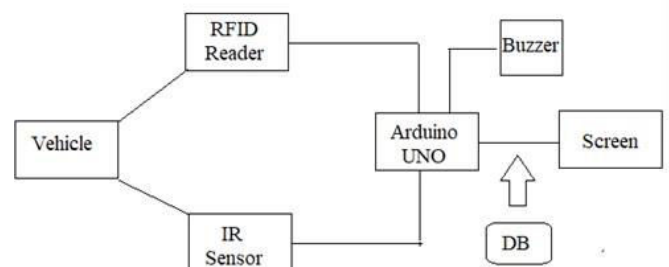 RFID
Reader
Buzzer
Vehicle
Arduino
UNO
Screen
IR
Sensor
DB